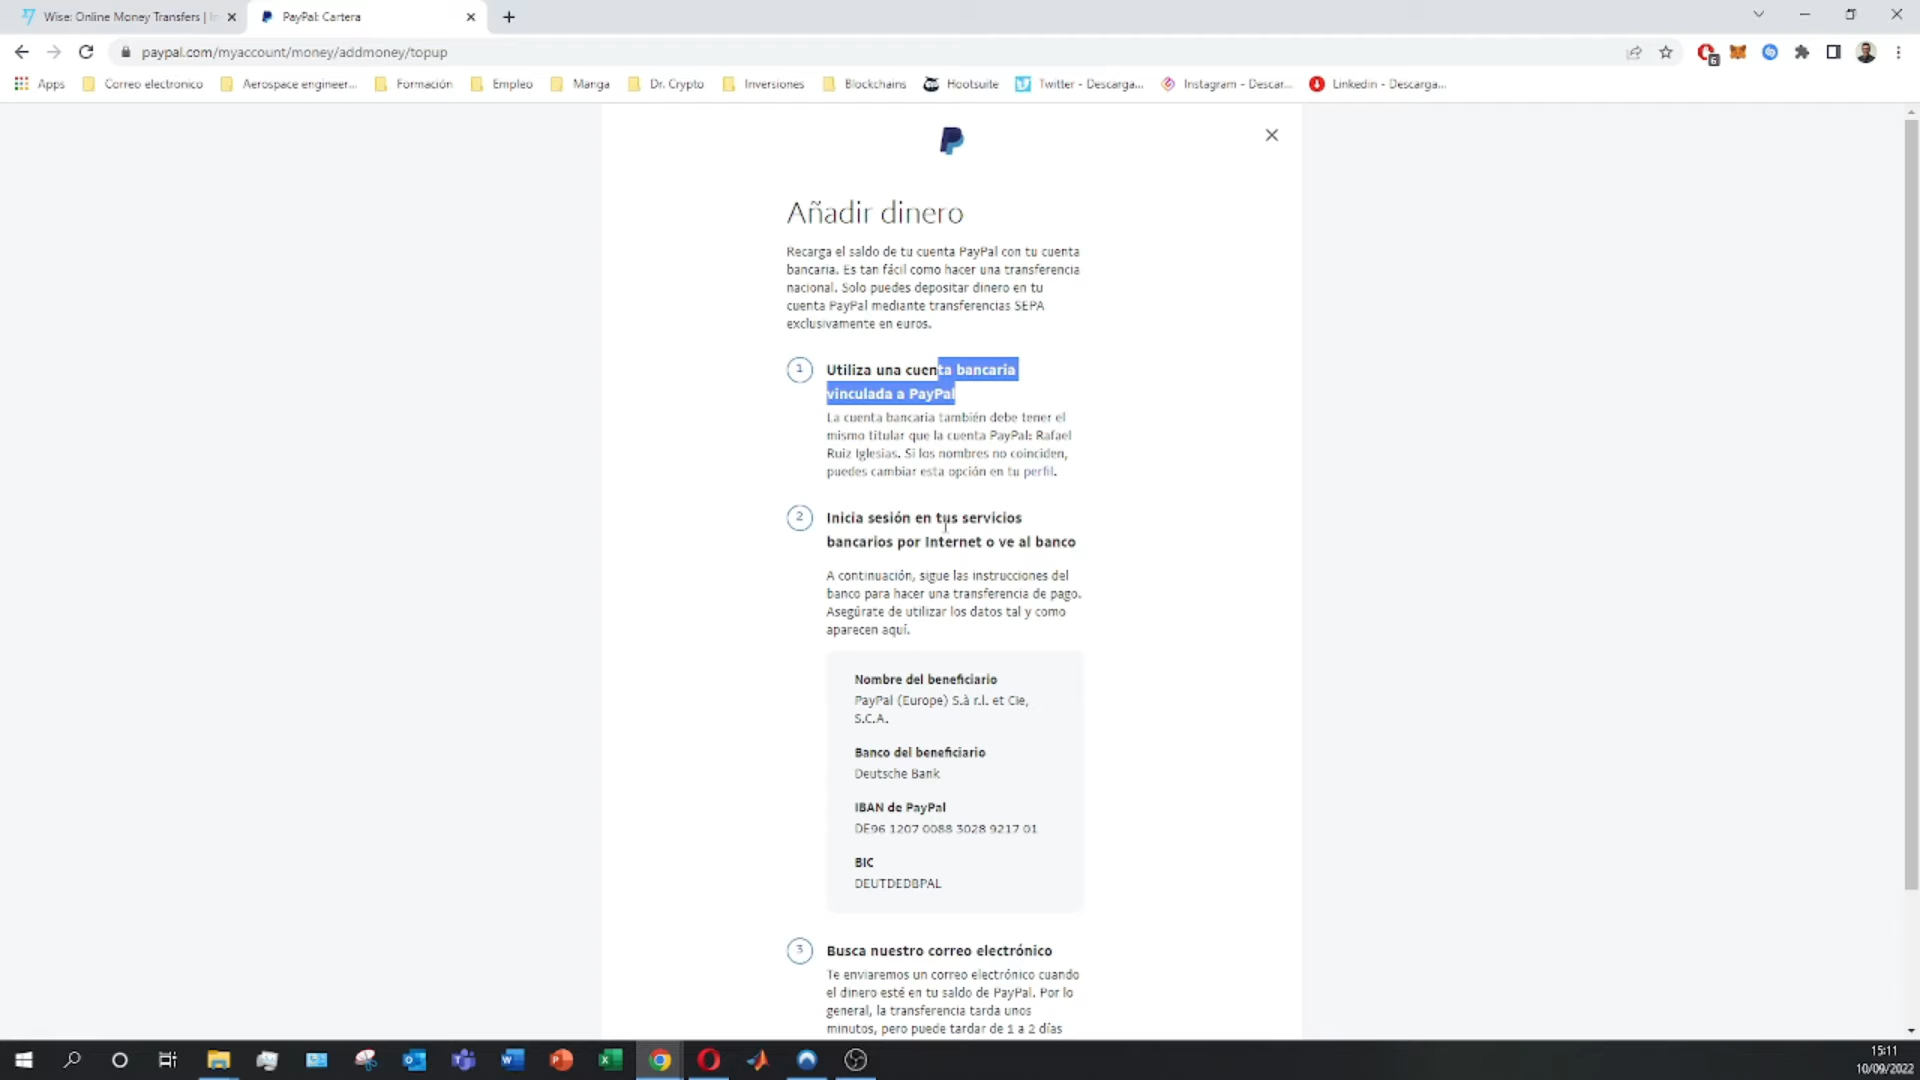 Wise: Online Money Transfers | In
PayPal: Cartera
paypal.com/myaccount/money/addmoney/topup
6
Apps
Correo electronico
Aerospace engineer...
Formación
Empleo
Manga
Dr. Crypto
Inversiones
Blockchains
Hootsuite
Twitter - Descarga...
Instagram - Descar...
Linkedin - Descarga...
Añadir dinero
Recarga el saldo de tu cuenta PayPal con tu cuenta
bancaria. Es tan fácil como hacer una transferencia
nacional. Solo puedes depositar dinero en tu
cuenta PayPal mediante transferencias SEPA
exclusivamente en euros.
1
Utiliza una cuenta bancaria
vinculada a PayPal
La cuenta bancaria también debe tener el
mismo titular que la cuenta PayPal: Rafael
Ruiz Iglesias. Si los nombres no coinciden,
puedes cambiar esta opción en tu perfil.
2
Inicia sesión en tus servicios
bancarios por Internet o ve al banco
A continuación, sigue las instrucciones del
banco para hacer una transferencia de pago.
Asegúrate de utilizar los datos tal y como
aparecen aquí.
Nombre del beneficiario
PayPal (Europe) S.à r.l. et Cie,
S.C.A.
Banco del beneficiario
Deutsche Bank
IBAN de PayPal
DE96 1207 0088 3028 9217 01
BIC
DEUTDEDBPAL
3
Busca nuestro correo electrónico
Te enviaremos un correo electrónico cuando
el dinero esté en tu saldo de PayPal. Por lo
general, la transferencia tarda unos
minutos, pero puede tardar de 1 a 2 días
15:11
10/09/2022